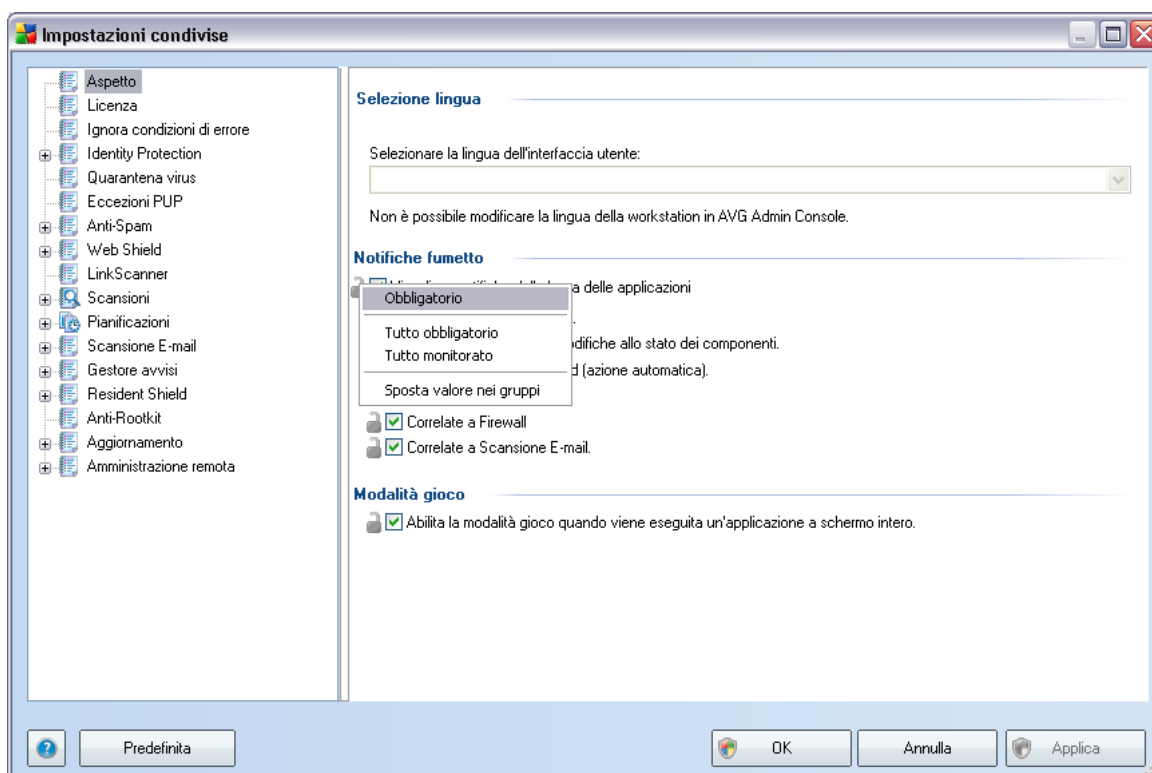 Impostazioni condivise
Aspetto
Licenza
Ignora condizioni di errore
Identity Protection
Quarantena virus
Eccezioni PUP
Anti-Spam
Web Shield
LinkScanner
Scansioni
Pianificazioni
Scansione E-mail
Gestore avvisi
Resident Shield
Anti-Rootkit
Aggiornamento
Amministrazione remota
Selezione lingua
Selezionare la lingua dell'interfaccia utente:
Non è possibile modificare la lingua della workstation in AVG Admin Console.
Notifiche fumetto
delle applicazioni
Obbligatorio
Tutto obbligatorio
Tutto monitorato
Sposta valore nei gruppi
allo stato dei componenti.
(azione automatica).
Correlate a Firewall
Correlate a Scansione E-mail.
Modalità gioco
Abilita la modalità gioco quando viene eseguita un'applicazione a schermo intero.
Predefinita
OK
Annulla
Applica